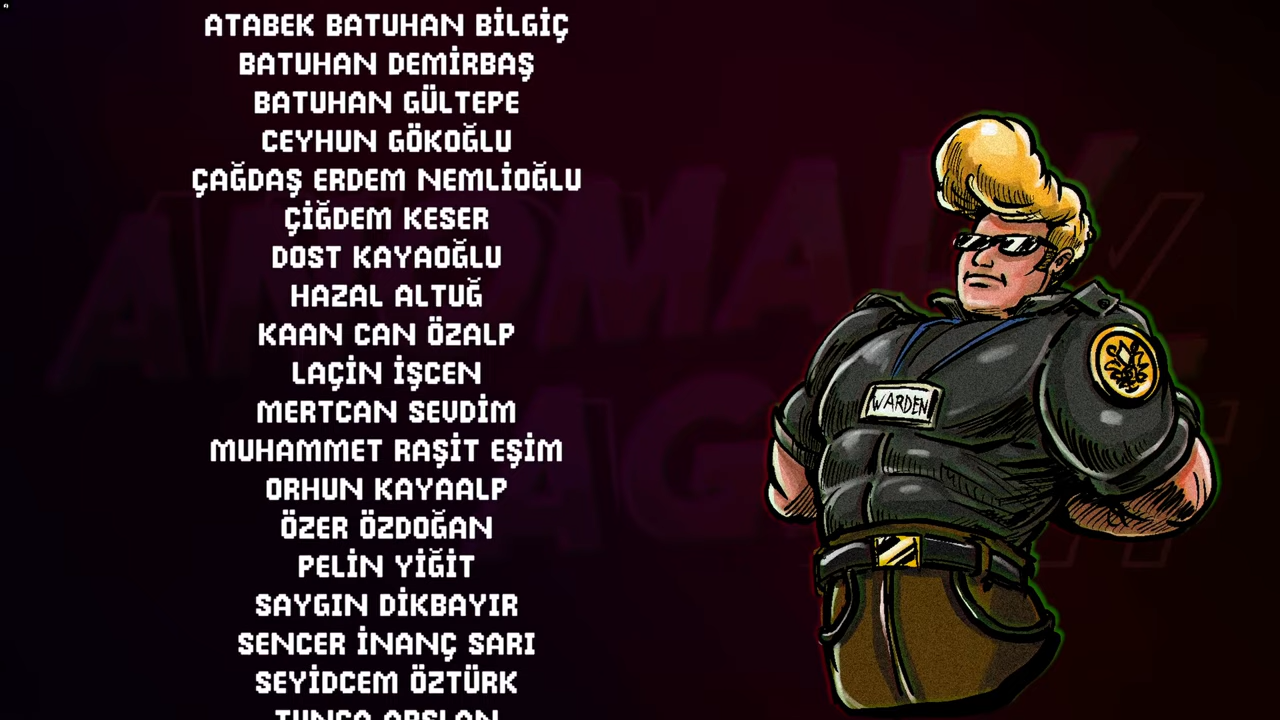 ATABEK BATUHAN BİLGİÇ
BATUHAN DEMİRBAŞ
BATUHAN GÜLTEPE
CEYHUN GÖKOĞLU
ÇAĞDAŞ ERDEM NEMLİOĞLU
ÇİĞDEM KESER
DOST KAYAOĞLU
HAZAL ALTUĞ
KAAN CAN ÖZALP
LAÇİN İŞCEN
MERTCAN SEVDİM
MUHAMMET RAŞİT EŞİM
ORHUN KAYAALP
ÖZER ÖZDOĞAN
PELİN YİĞİT
SAYGIN DİKBAYIR
SENCER İNANÇ SARI
SEYİDCEM ÖZTÜRK
WARDEN